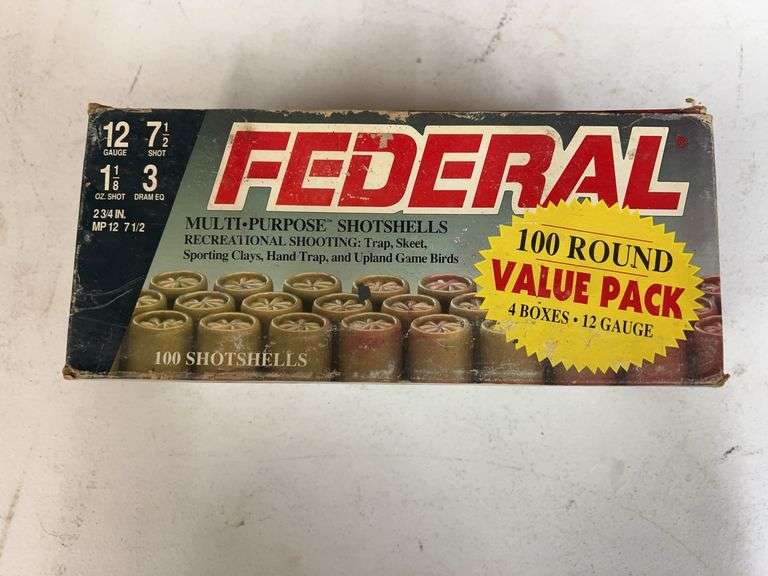 12 7 1/2
GAUGE SHOT
1 1/8 3
OZ. SHOT DRAM EQ
2 3/4 IN.
MP 12 7 1/2
FEDERAL®
MULTI•PURPOSE™ SHOTSHELLS
RECREATIONAL SHOOTING: Trap, Skeet,
Sporting Clays, Hand Trap, and Upland Game Birds
100 ROUND
VALUE PACK
4 BOXES • 12 GAUGE
100 SHOTSHELLS